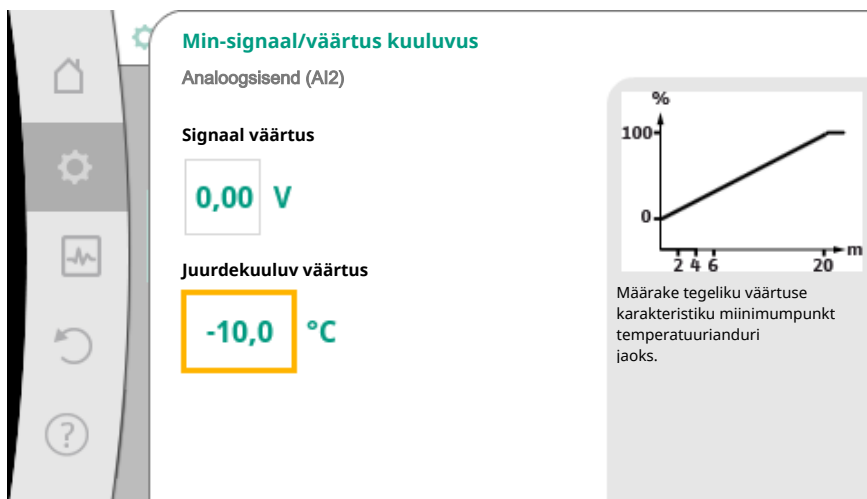 Min-signaal/väärtus kuuluvus
Analoogsisend (AI2)
Signaal väärtus
0,00 V
Juurdekuuluv väärtus
-10,0 °C
%
100
0
2 4 6 20
m
Määrake tegeliku väärtuse
karakteristiku miinimumpunkt
temperatuurianduri
jaoks.
?